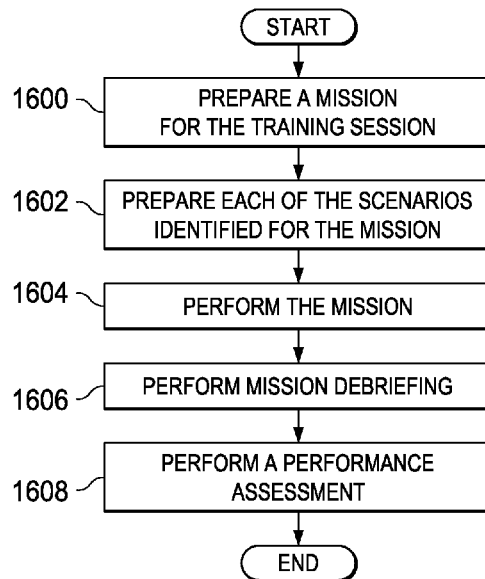 START
1600
PREPARE A MISSION
FOR THE TRAINING SESSION
1602
PREPARE EACH OF THE SCENARIOS
IDENTIFIED FOR THE MISSION
1604
PERFORM THE MISSION
1606
PERFORM MISSION DEBRIEFING
1608
PERFORM A PERFORMANCE
ASSESSMENT
END